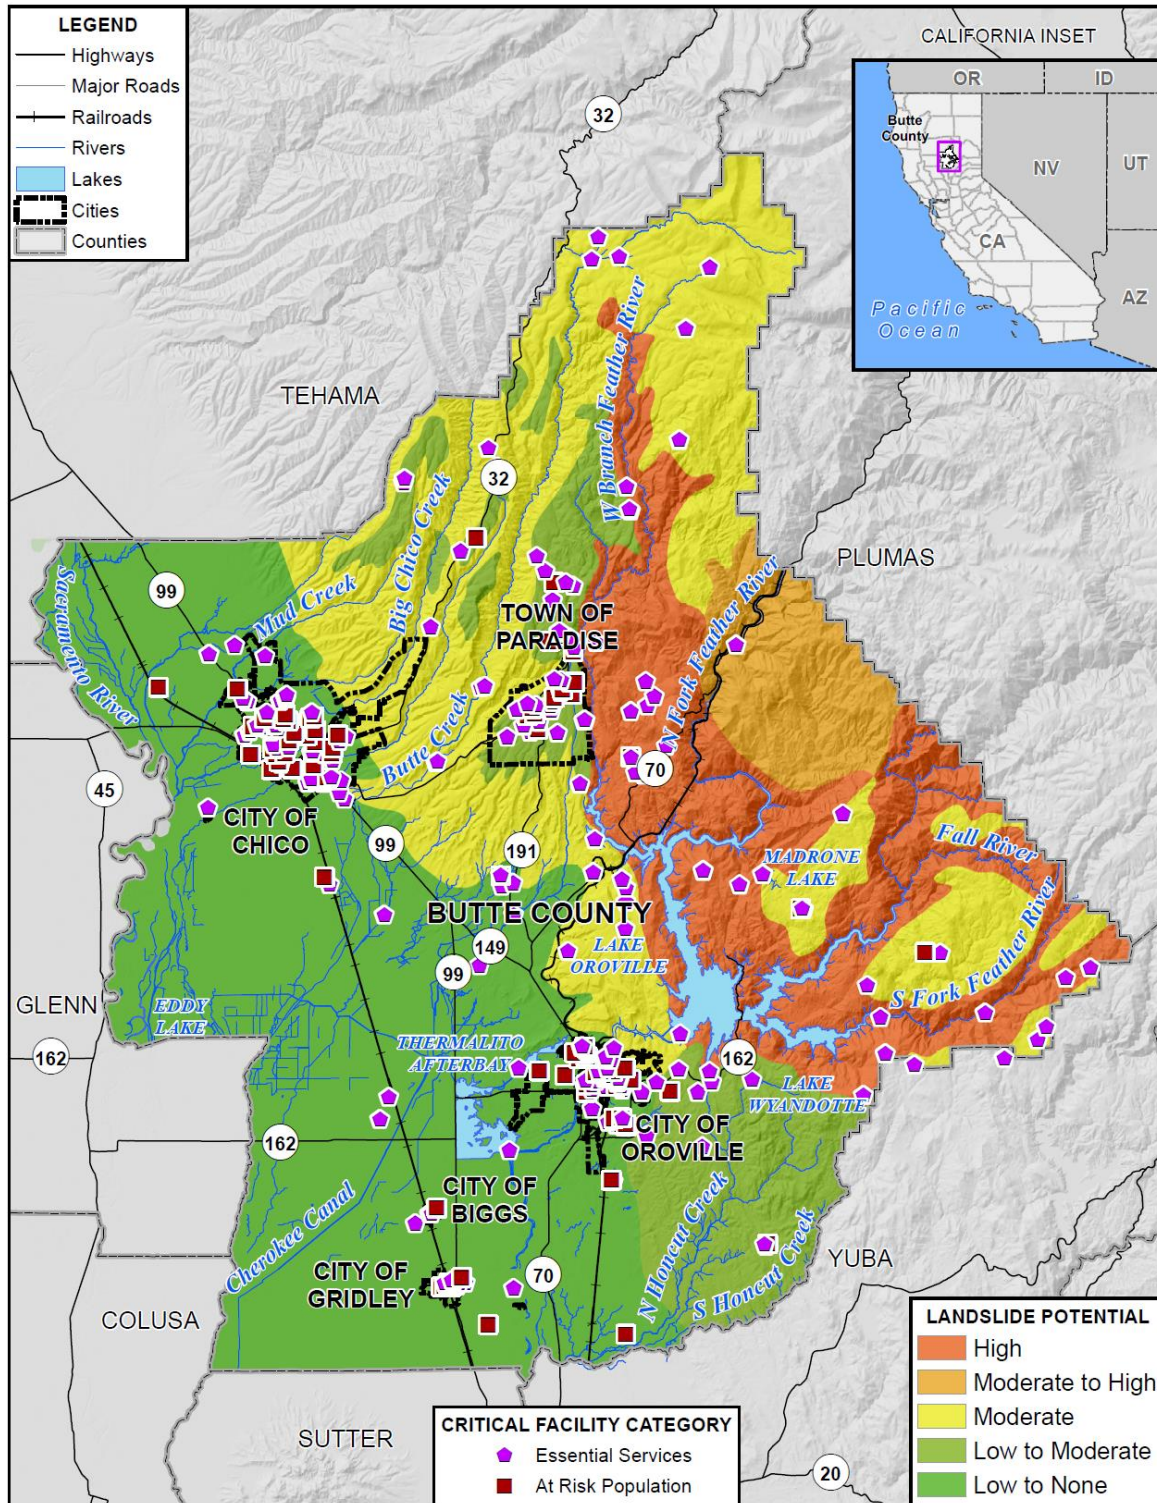 LEGEND
Highways
Major Roads
Railroads
Rivers
Lakes
Cities
Counties
CALIFORNIA INSET
OR
ID
Butte
County
NV
UT
CA
AZ
Pacific
Ocean
32
TEHAMA
W Branch Feather River
32
Big Chico Creek
PLUMAS
99
Mud Creek
Sacramento River
TOWN OF
PARADISE
N Fork Feather River
Butte Creek
70
45
CITY OF
CHICO
99
191
MADRONE
LAKE
Fall River
BUTTE COUNTY
149
99
LAKE
OROVILLE
S Fork Feather River
GLENN
EDDY
LAKE
162
THERMALITO
AFTERBAY
162
LAKE
WYANDOTTE
162
CITY OF
OROVILLE
CITY OF
BIGGS
Cherokee Canal
N Honcut Creek
S Honcut Creek
YUBA
CITY OF
GRIDLEY
70
COLUSA
SUTTER
20
LANDSLIDE POTENTIAL
High
Moderate to High
Moderate
Low to Moderate
Low to None
CRITICAL FACILITY CATEGORY
Essential Services
At Risk Population